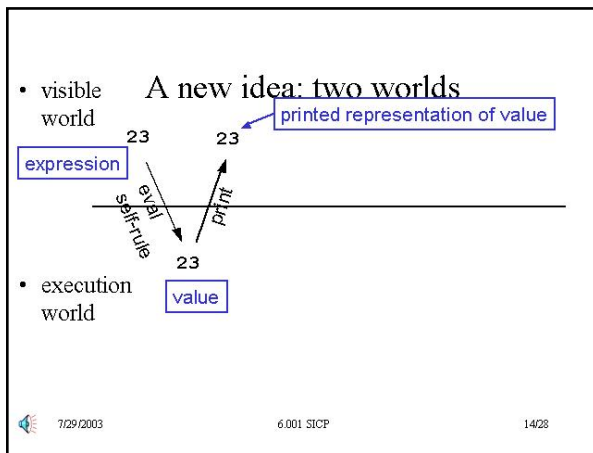 A new idea: two worlds
• visible
world
printed representation of value
23
23
expression
eval
self-rule
print
23
• execution
world
value
7/29/2003
6.001 SICP
14/28